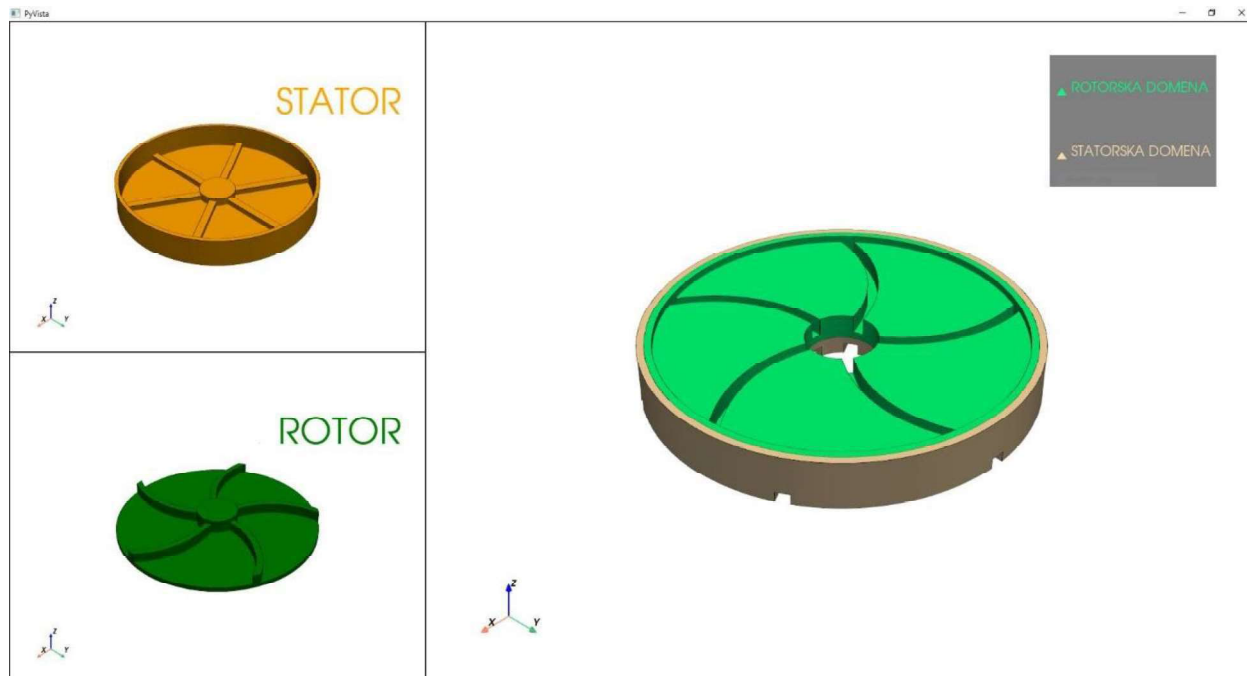 PyVista
STATOR
Z
X
Y
ROTOR
Z
X
Y
ROTORSKA DOMENA
STATORSKA DOMENA
Z
X
Y